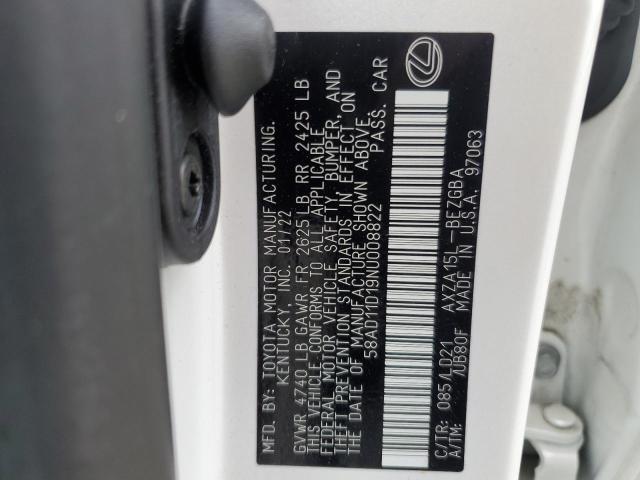 MFD. BY: TOYOTA MOTOR MANUFACTURING.
KENTUCKY, INC. 01/22
GVWR 4740 LB GAWR FR 2625 LB RR 2425 LB
THIS VEHICLE CONFORMS TO ALL APPLICABLE
FEDERAL MOTOR VEHICLE SAFETY, BUMPER, AND
THEFT PREVENTION STANDARDS IN EFFECT ON
THE DATE OF MANUFACTURE SHOWN ABOVE.
58AD11D19NU008822 PASS. CAR
C/TR: 085/LD21 AXZA15L-BEZGBA
A/TM: /UB80F MADE IN U.S.A. 97063